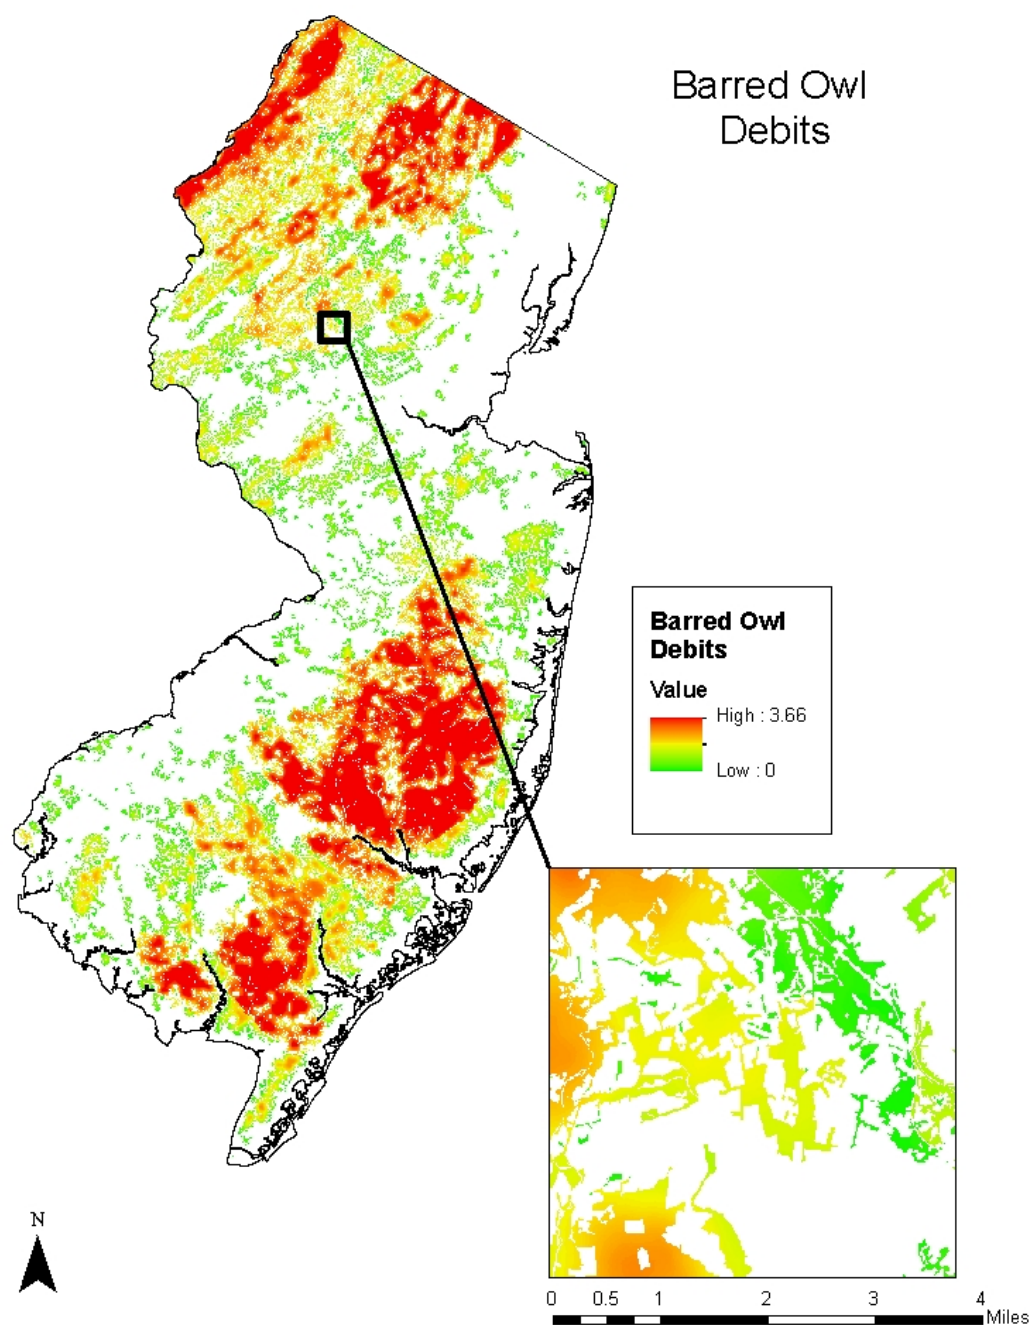 Barred Owl
Debits
Barred Owl
Debits
Value
High : 3.66
Low : 0
N
0 0.5 1 2 3 4
Miles